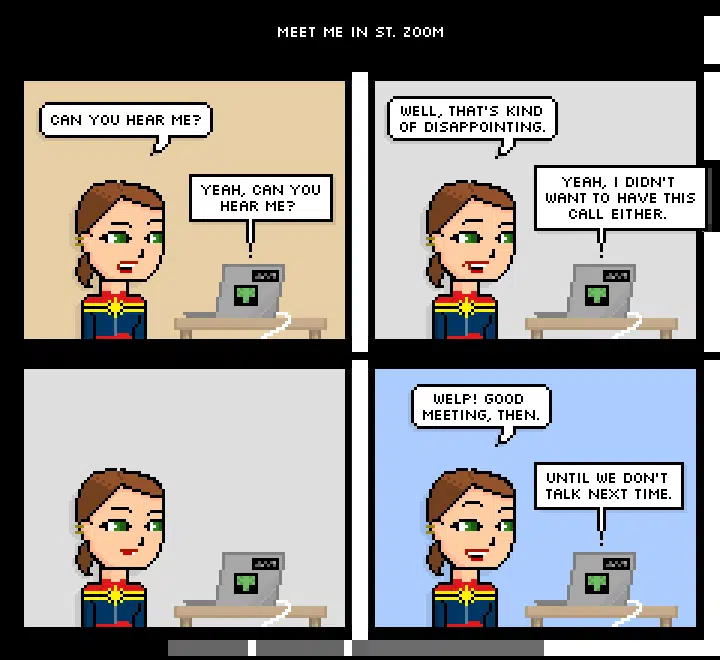 MEET ME IN ST. ZOOM
CAN YOU HEAR ME?
YEAH, CAN YOU
HEAR ME?
WELL, THAT'S KIND
OF DISAPPOINTING.
YEAH, I DIDN'T
WANT TO HAVE THIS
CALL EITHER.
WELP! GOOD
MEETING, THEN.
UNTIL WE DON'T
TALK NEXT TIME.